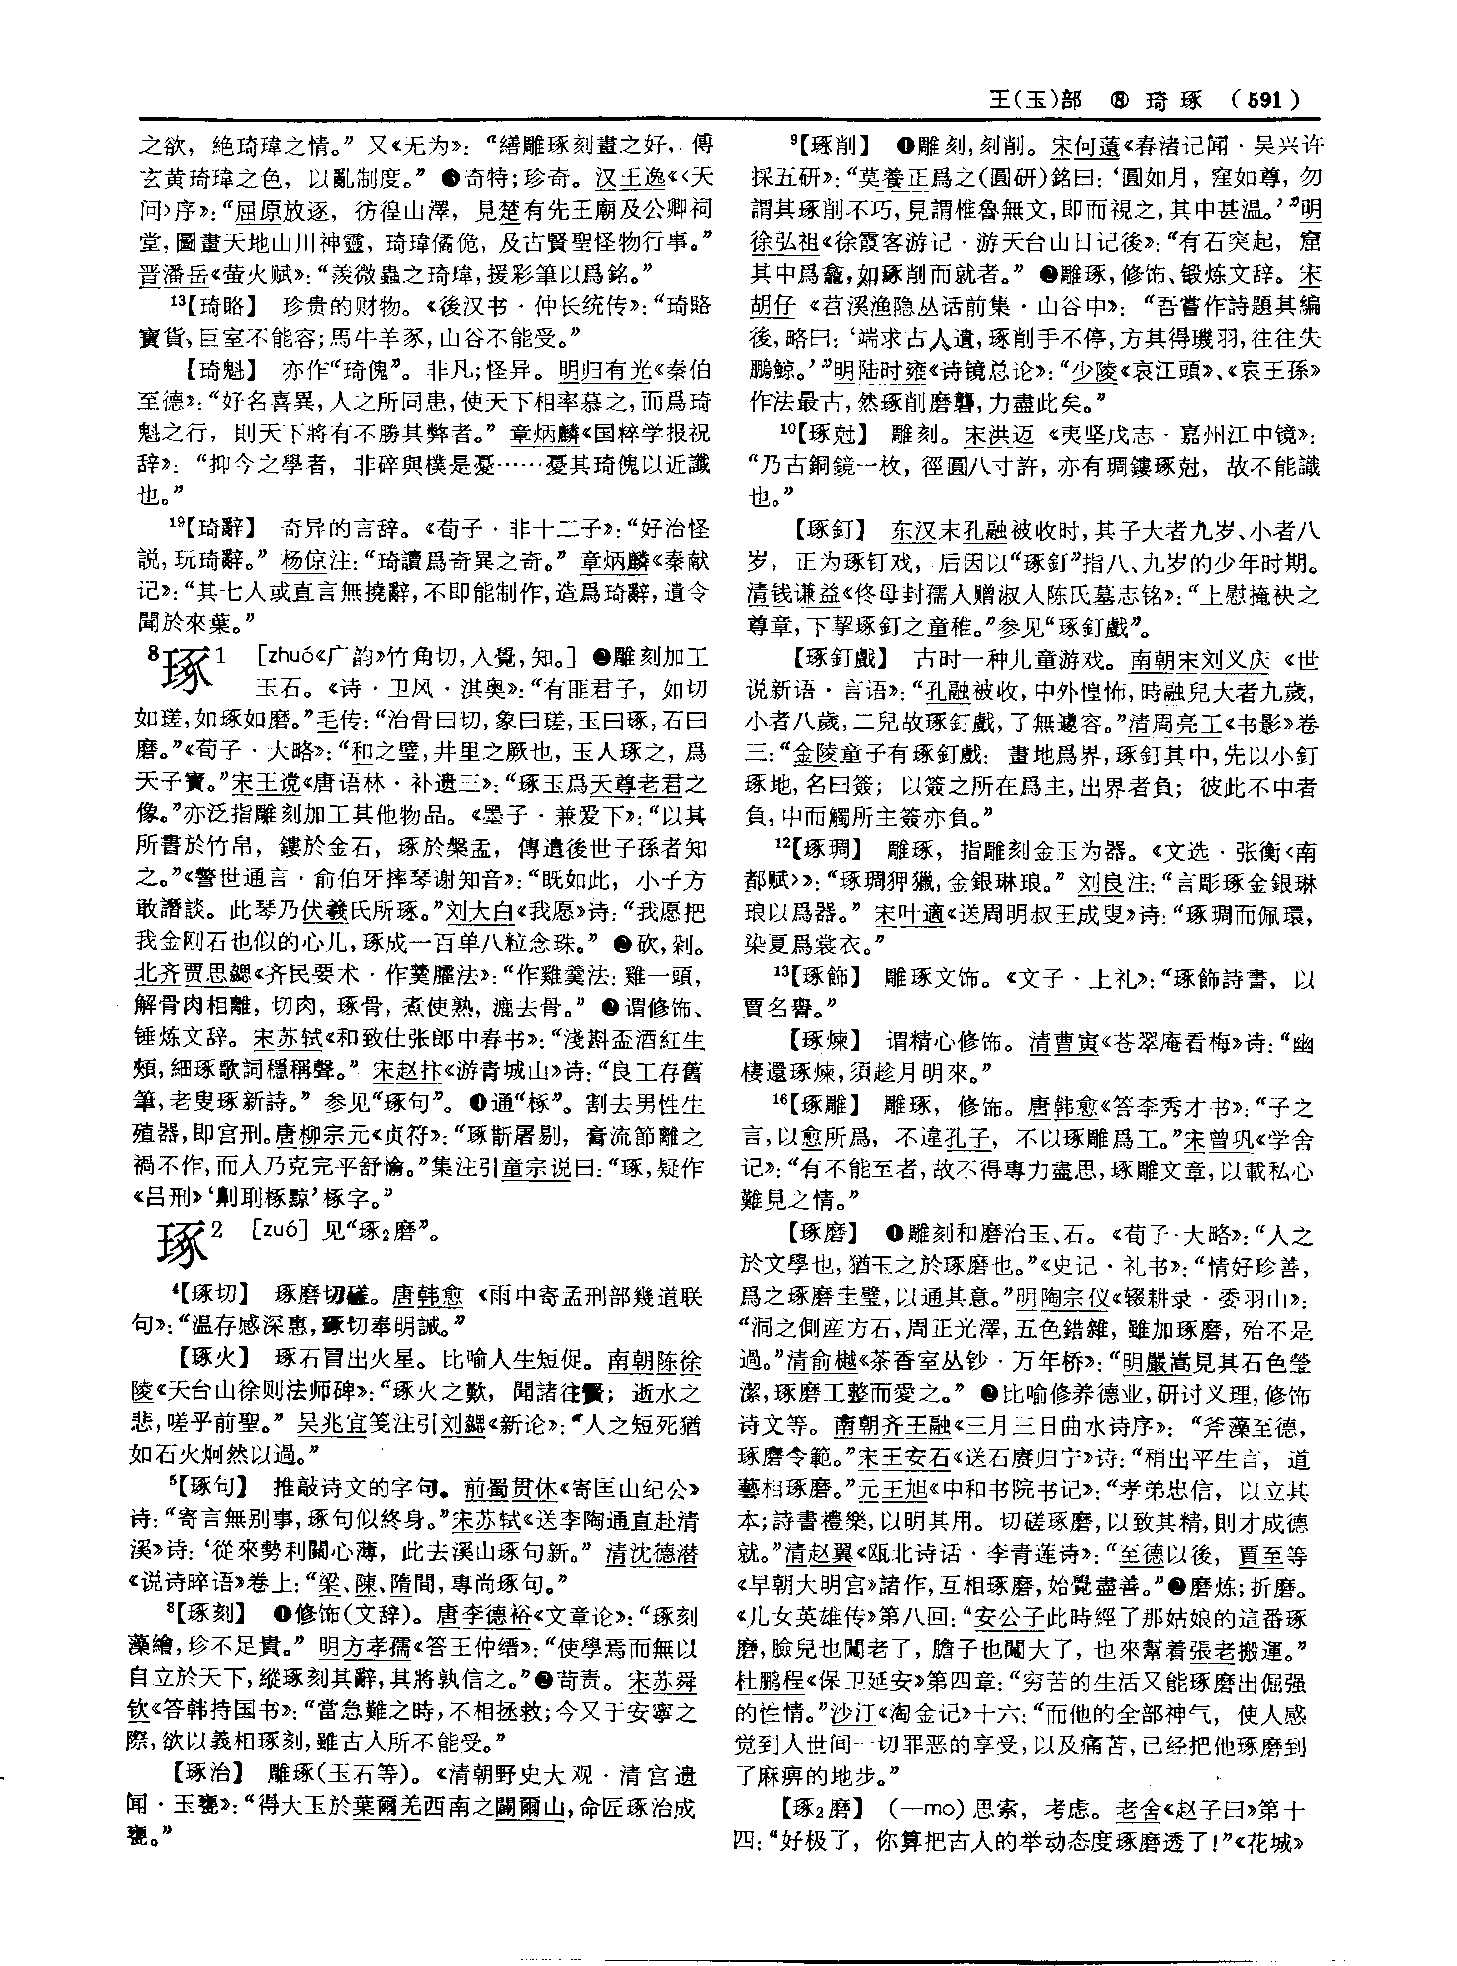 王(玉)部 ⑧ 琦 琢 (591)
之欲，絶琦瑋之情。”又《无为》：“繕雕琢刻畫之好，傅
玄黄琦瑋之色，以亂制度。”❸奇特；珍奇。汉王逸《〈天
问〉序》：“屈原放逐，彷徨山澤，見楚有先王廟及公卿祠
堂，圖畫天地山川神靈，琦瑋僪佹，及古賢聖怪物行事。”
晋潘岳《萤火赋》：“羡微蟲之琦瑋，援彩筆以爲銘。”
¹³【琦賂】 珍贵的财物。《後汉书·仲长统传》：“琦賂
寶貨，巨室不能容；馬牛羊豕，山谷不能受。”
【琦魁】 亦作“琦傀”。非凡；怪异。明归有光《秦伯
至德》：“好名喜異，人之所同患，使天下相率慕之，而爲琦
魁之行，則天下將有不勝其弊者。”章炳麟《国粹学报祝
辞》：“抑今之學者，非碎與樸是憂……憂其琦傀以近讖
也。”
¹⁹【琦辭】 奇异的言辞。《荀子·非十二子》：“好治怪
説，玩琦辭。”杨倞注：“琦讀爲奇異之奇。”章炳麟《秦献
记》：“其七人或直言無撓辭，不即能制作，造爲琦辭，遺令
聞於來葉。”
⁸琢1 [zhuó《广韵》竹角切，入覺，知。]❶雕刻加工
玉石。《诗·卫风·淇奥》：“有匪君子，如切
如瑳，如琢如磨。”毛传：“治骨曰切，象曰瑳，玉曰琢，石曰
磨。”《荀子·大略》：“和之璧，井里之厥也，玉人琢之，爲
天子寶。”宋王谠《唐语林·补遗三》：“琢玉爲天尊老君之
像。”亦泛指雕刻加工其他物品。《墨子·兼爱下》：“以其
所書於竹帛，鏤於金石，琢於槃盂，傳遺後世子孫者知
之。”《警世通言·俞伯牙摔琴谢知音》：“既如此，小子方
敢譖談。此琴乃伏羲氏所琢。”刘大白《我愿》诗：“我愿把
我金刚石也似的心儿，琢成一百单八粒念珠。”❷砍，剁。
北齐贾思勰《齐民要术·作羹臛法》：“作雞羹法：雞一頭，
解骨肉相離，切肉，琢骨，煮使熟，漉去骨。”❸谓修饰、
锤炼文辞。宋苏轼《和致仕张郎中春书》：“淺斟盃酒紅生
頰，細琢歌詞穩稱聲。”宋赵抃《游青城山》诗：“良工存舊
筆，老叟琢新詩。”参见“琢句”。❹通“椓”。割去男性生
殖器，即宫刑。唐柳宗元《贞符》：“琢斮屠剔，膏流節離之
禍不作，而人乃克完平舒愉。”集注引童宗说曰：“琢，疑作
《吕刑》‘劓刵椓黥’椓字。”
琢2 [zuó] 见“琢₂磨”。
⁴【琢切】 琢磨切磋。唐韩愈《雨中寄孟刑部幾道联
句》：“温存感深惠，琢切奉明誡。”
【琢火】 琢石冒出火星。比喻人生短促。南朝陈徐
陵《天台山徐则法师碑》：“琢火之歎，聞諸往賢；逝水之
悲，嗟乎前聖。”吴兆宜笺注引刘勰《新论》：“人之短死猶
如石火炯然以過。”
⁵【琢句】 推敲诗文的字句。前蜀贯休《寄匡山纪公》
诗：“寄言無别事，琢句似終身。”宋苏轼《送李陶通直赴清
溪》诗：‘從來勢利關心薄，此去溪山琢句新。”清沈德潜
《说诗晬语》卷上：“梁、陳、隋間，專尚琢句。”
⁸【琢刻】 ❶修饰(文辞)。唐李德裕《文章论》：“琢刻
藻繪，珍不足貴。”明方孝孺《答王仲缙》：“使學焉而無以
自立於天下，縱琢刻其辭，其將孰信之。”❷苛责。宋苏舜
钦《答韩持国书》：“當急難之時，不相拯救；今又于安寧之
際，欲以義相琢刻，雖古人所不能受。”
【琢治】 雕琢(玉石等)。《清朝野史大观·清宫遗
闻·玉甕》：“得大玉於葉爾羌西南之闢爾山，命匠琢治成
甕。”
⁹【琢削】 ❶雕刻，刻削。宋何薳《春渚记闻·吴兴许
採五研》：“莫養正爲之(圓研)銘曰：‘圓如月，窪如尊，勿
謂其琢削不巧，見謂椎魯無文，即而視之，其中甚温。’”明
徐弘祖《徐霞客游记·游天台山日记後》：“有石突起，窟
其中爲龕，如琢削而就者。”❷雕琢，修饰、锻炼文辞。宋
胡仔《苕溪渔隐丛话前集·山谷中》：“吾嘗作詩題其編
後，略曰：‘端求古人遺，琢削手不停，方其得璣羽，往往失
鵬鲸。’”明陆时雍《诗镜总论》：“少陵《哀江頭》、《哀王孫》
作法最古，然琢削磨礱，力盡此矣。”
¹⁰【琢尅】 雕刻。宋洪迈《夷坚戊志·嘉州江中镜》：
“乃古銅鏡一枚，徑圓八寸許，亦有琱鏤琢尅，故不能識
也。”
【琢釘】 东汉末孔融被收时，其子大者九岁、小者八
岁，正为琢钉戏，后因以“琢釘”指八、九岁的少年时期。
清钱谦益《佟母封孺人赠淑人陈氏墓志铭》：“上慰掩袂之
尊章，下挈琢釘之童稚。”参见“琢釘戲”。
【琢釘戲】 古时一种儿童游戏。南朝宋刘义庆《世
说新语·言语》：“孔融被收，中外惶怖，時融兒大者九歲，
小者八歲，二兒故琢釘戲，了無遽容。”清周亮工《书影》卷
三：“金陵童子有琢釘戲：畫地爲界，琢釘其中，先以小釘
琢地，名曰簽；以簽之所在爲主，出界者負；彼此不中者
負，中而觸所主簽亦負。”
¹²【琢琱】 雕琢，指雕刻金玉为器。《文选·张衡〈南
都赋〉》：“琢琱狎獵，金銀琳琅。”刘良注：“言彫琢金銀琳
琅以爲器。”宋叶適《送周明叔王成叟》诗：“琢琱而佩環，
染夏爲裳衣。”
¹³【琢飾】 雕琢文饰。《文子·上礼》：“琢飾詩書，以
賈名譽。”
【琢煉】 谓精心修饰。清曹寅《苍翠庵看梅》诗：“幽
棲還琢煉，須趁月明來。”
¹⁶【琢雕】 雕琢，修饰。唐韩愈《答李秀才书》：“子之
言，以愈所爲，不違孔子，不以琢雕爲工。”宋曾巩《学舍
记》：“有不能至者，故不得專力盡思，琢雕文章，以載私心
難見之情。”
【琢磨】 ❶雕刻和磨治玉、石。《荀子·大略》：“人之
於文學也，猶玉之於琢磨也。”《史记·礼书》：“情好珍善，
爲之琢磨圭璧，以通其意。”明陶宗仪《辍耕录·委羽山》：
“洞之側産方石，周正光澤，五色錯雜，雖加琢磨，殆不是
過。”清俞樾《茶香室丛钞·万年桥》：“明嚴嵩見其石色瑩
潔，琢磨工整而愛之。”❷比喻修养德业，研讨义理，修饰
诗文等。南朝齐王融《三月三日曲水诗序》：“斧藻至德，
琢磨令範。”宋王安石《送石赓归宁》诗：“稍出平生言，道
藝相琢磨。”元王旭《中和书院书记》：“孝弟忠信，以立其
本；詩書禮樂，以明其用。切磋琢磨，以致其精，則才成德
就。”清赵翼《瓯北诗话·李青莲诗》：“至德以後，賈至等
《早朝大明宫》諸作，互相琢磨，始覺盡善。”❸磨炼；折磨。
《儿女英雄传》第八回：“安公子此時經了那姑娘的這番琢
磨，臉兒也闖老了，膽子也闖大了，也來幫着張老搬運。”
杜鹏程《保卫延安》第四章：“穷苦的生活又能琢磨出倔强
的性情。”沙汀《淘金记》十六：“而他的全部神气，使人感
觉到人世间一切罪恶的享受，以及痛苦，已经把他琢磨到
了麻痹的地步。”
【琢₂磨】 (—mo)思索，考虑。老舍《赵子曰》第十
四：“好极了，你算把古人的举动态度琢磨透了！”《花城》